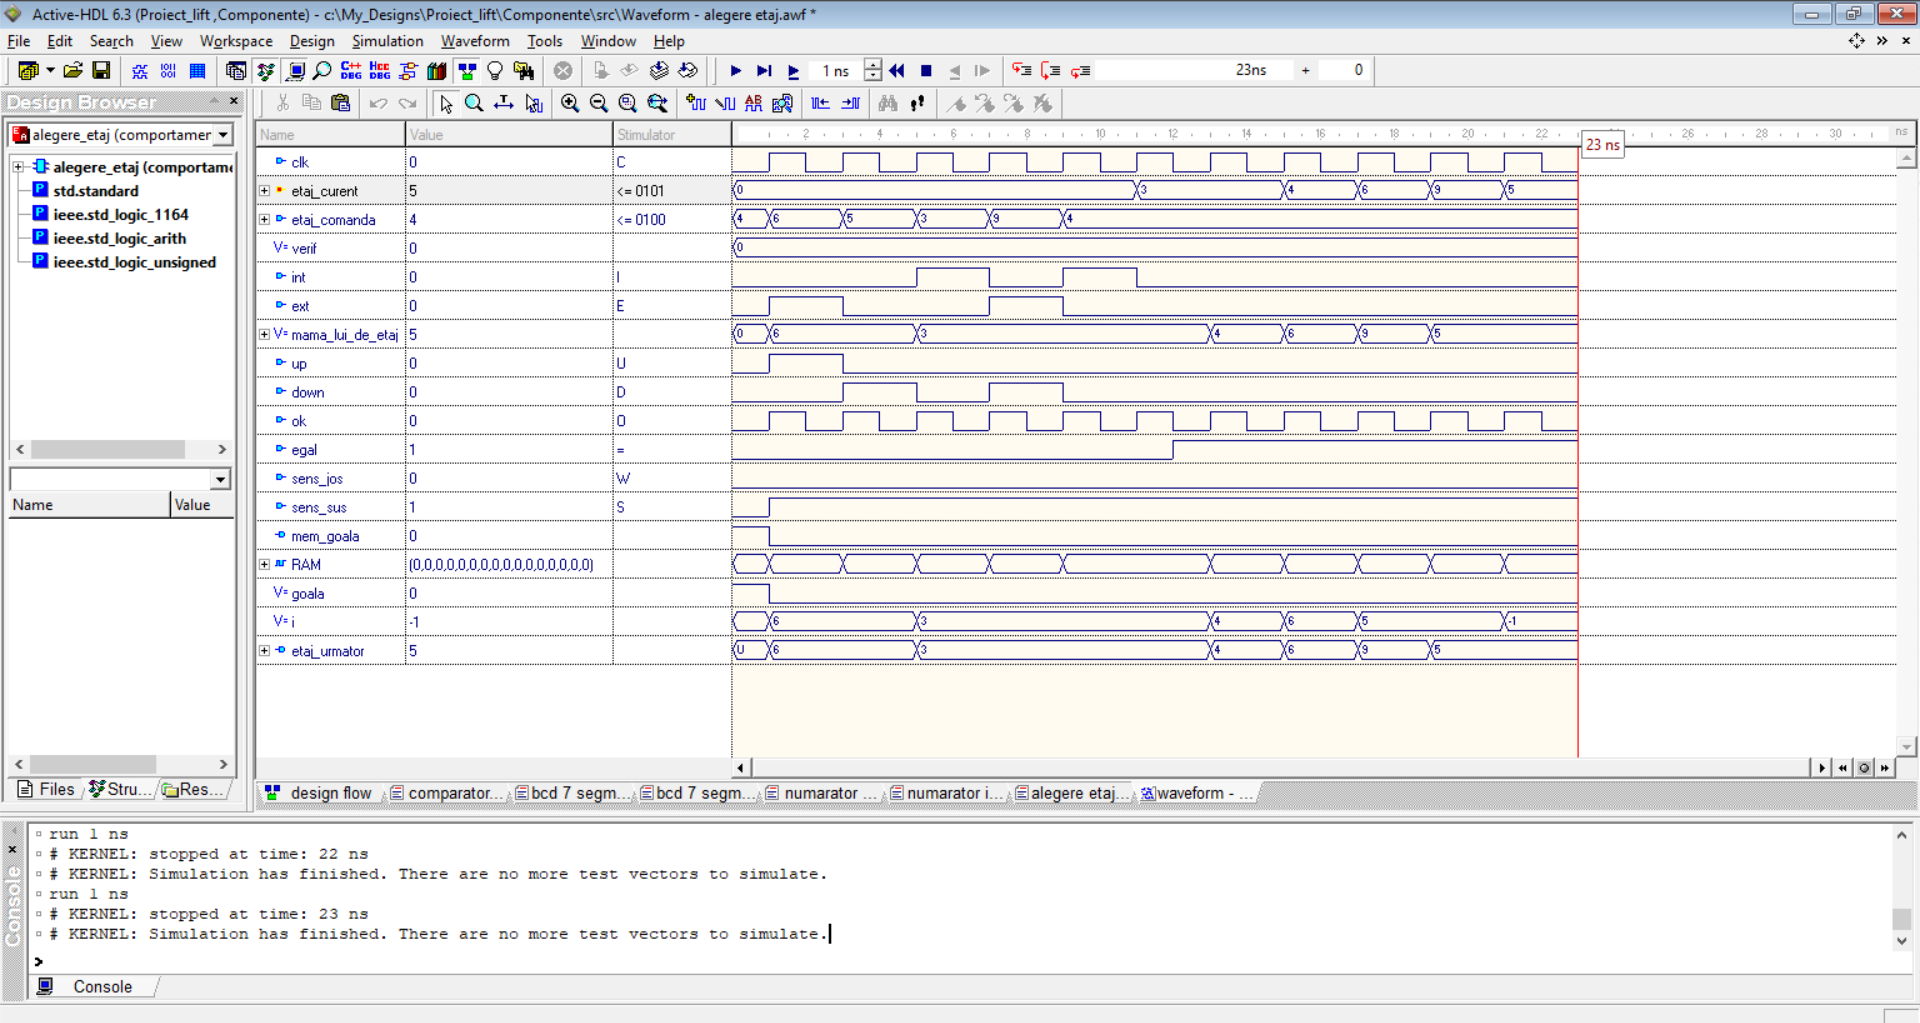 Active-HDL 6.3 (Proiect_lift ,Componente) - c:\My_Designs\Proiect_lift\Componente\src\Waveform - alegere etaj.awf *
File Edit Search View Workspace Design Simulation Waveform Tools Window Help
1 ns 23ns + 0
Design Browser
alegere_etaj (comportamer
alegere_etaj (comportame
std.standard
ieee.std_logic_1164
ieee.std_logic_arith
ieee.std_logic_unsigned
Name Value
Files Stru... Res...
Name Value Stimulator 2 4 6 8 10 12 14 16 18 20 22 26 28 30 ns
23 ns
clk 0 C
etaj_curent 5 <= 0101 0 3 4 6 9 5
etaj_comanda 4 <= 0100 4 6 5 3 9 4
V= verif 0 0
int 0 I
ext 0 E
V= mama_lui_de_etaj 5 0 6 3 4 6 9 5
up 0 U
down 0 D
ok 0 O
egal 1 =
sens_jos 0 W
sens_sus 1 S
mem_goala 0
RAM (0,0,0,0,0,0,0,0,0,0,0,0,0,0,0,0)
V= goala 0
V= i -1 6 3 4 6 5 -1
etaj_urmator 5 U 6 3 4 6 9 5
design flow comparator... bcd 7 segm... bcd 7 segm... numarator ... numarator i... alegere etaj... waveform - ...
run 1 ns
# KERNEL: stopped at time: 22 ns
# KERNEL: Simulation has finished. There are no more test vectors to simulate.
run 1 ns
# KERNEL: stopped at time: 23 ns
# KERNEL: Simulation has finished. There are no more test vectors to simulate.
>
Console
Console